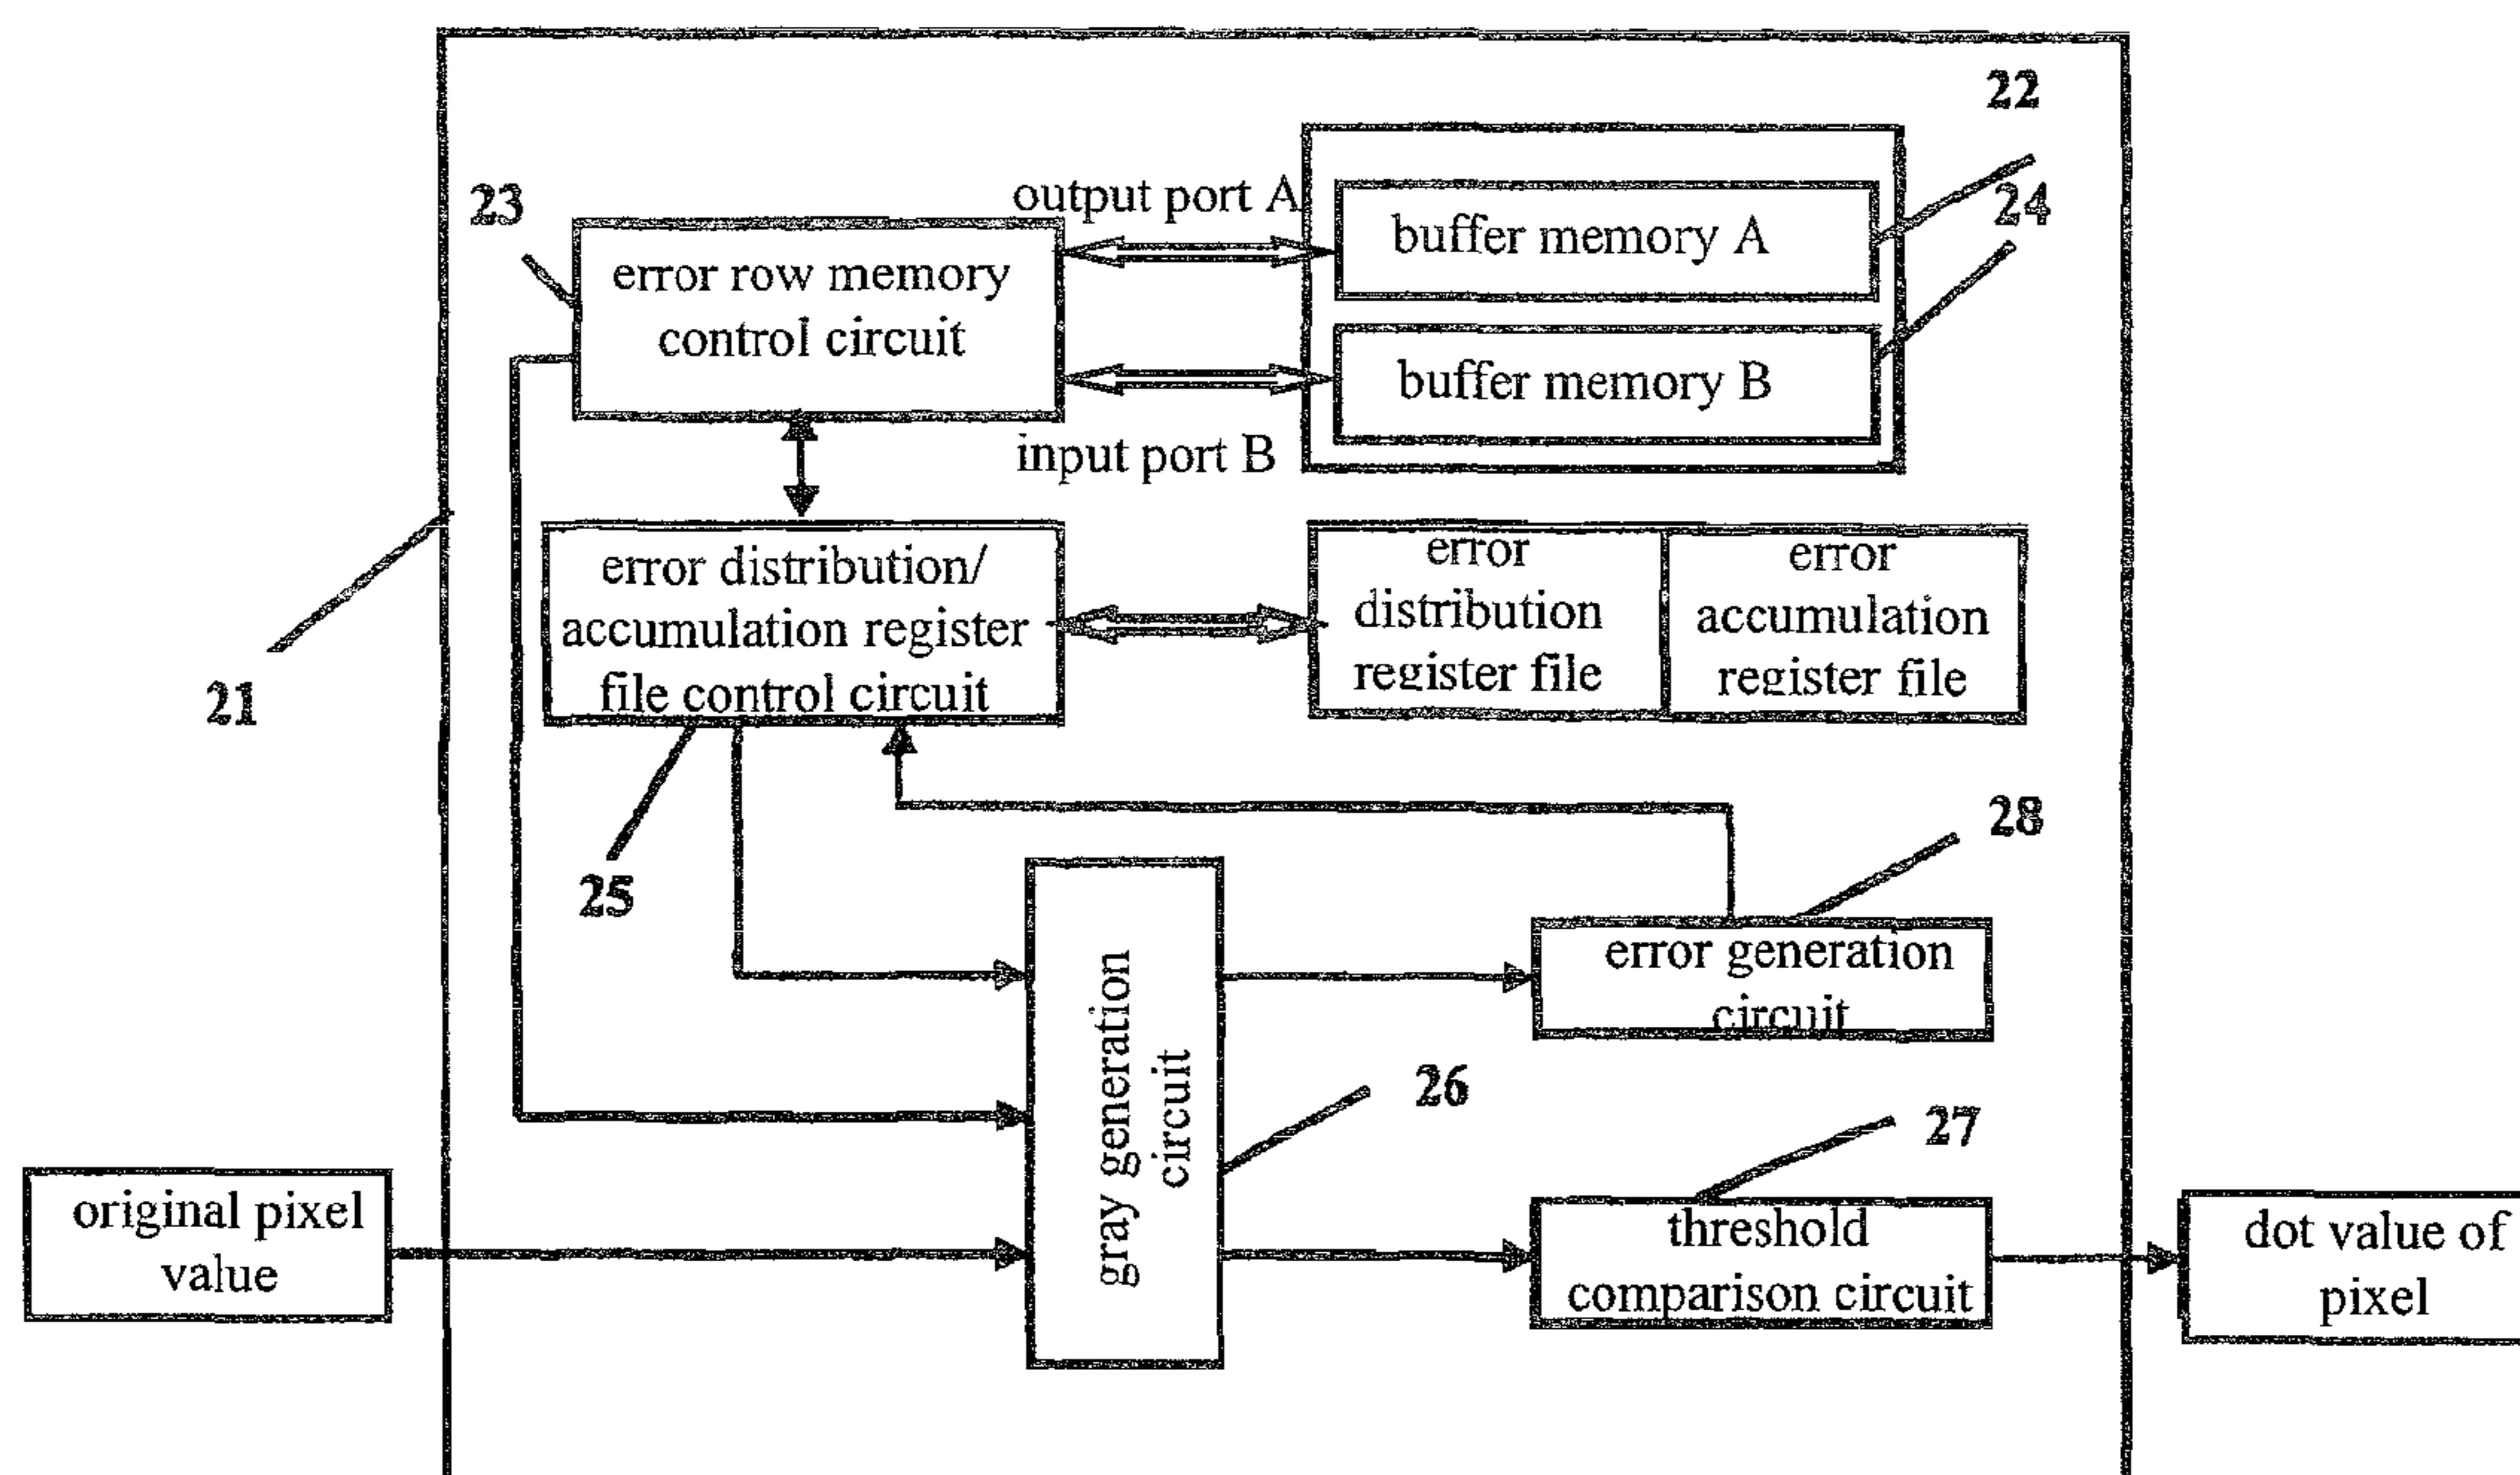 22
23
output port A
24
buffer memory A
error row memory
control circuit
buffer memory B
input port B
error distribution/
accumulation register
file control circuit
error
distribution
register file
error
accumulation
register file
21
25
28
error generation
circuit
gray generation
circuit
26
27
original pixel
value
threshold
comparison circuit
dot value of
pixel